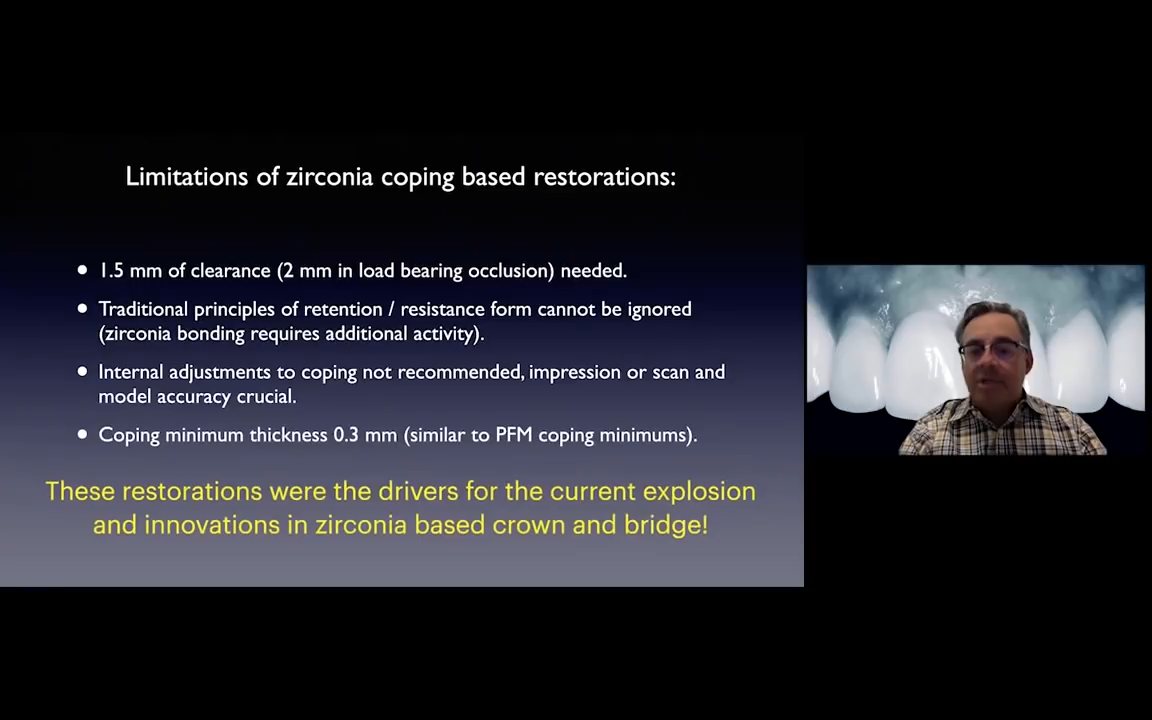 Limitations of zirconia coping based restorations:
• 1.5 mm of clearance (2 mm in load bearing occlusion) needed.
• Traditional principles of retention / resistance form cannot be ignored
(zirconia bonding requires additional activity).
• Internal adjustments to coping not recommended, impression or scan and
model accuracy crucial.
• Coping minimum thickness 0.3 mm (similar to PFM coping minimums).
These restorations were the drivers for the current explosion
and innovations in zirconia based crown and bridge!